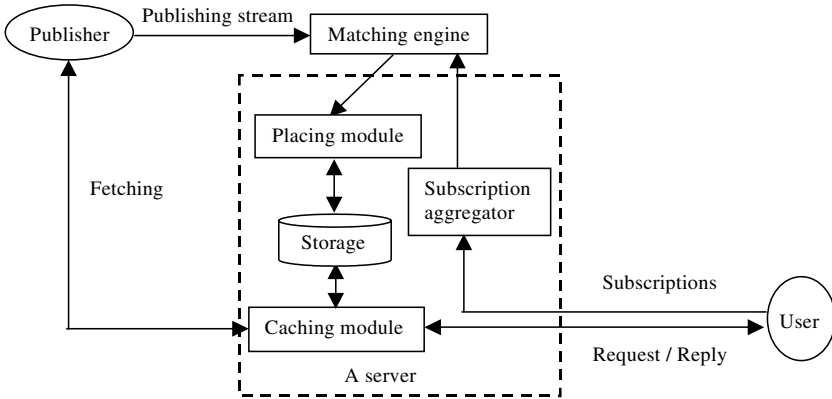 Publishing stream
Publisher
Matching engine
Placing module
Fetching
Subscription
aggregator
Storage
Subscriptions
Caching module
User
Request / Reply
A server